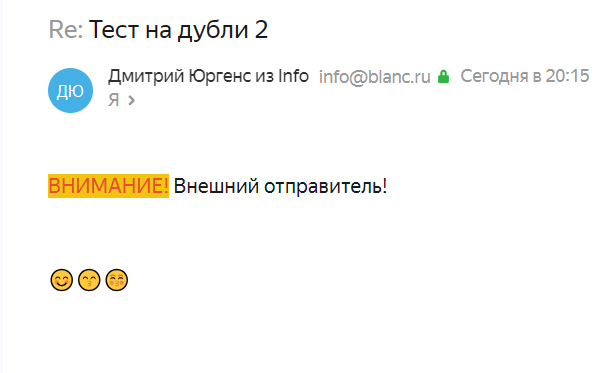 Re: Тест на дубли 2
ДЮ
Дмитрий Юргенс из Info info@blanc.ru Сегодня в 20:15
Я >
ВНИМАНИЕ! Внешний отправитель!
😊😙😚